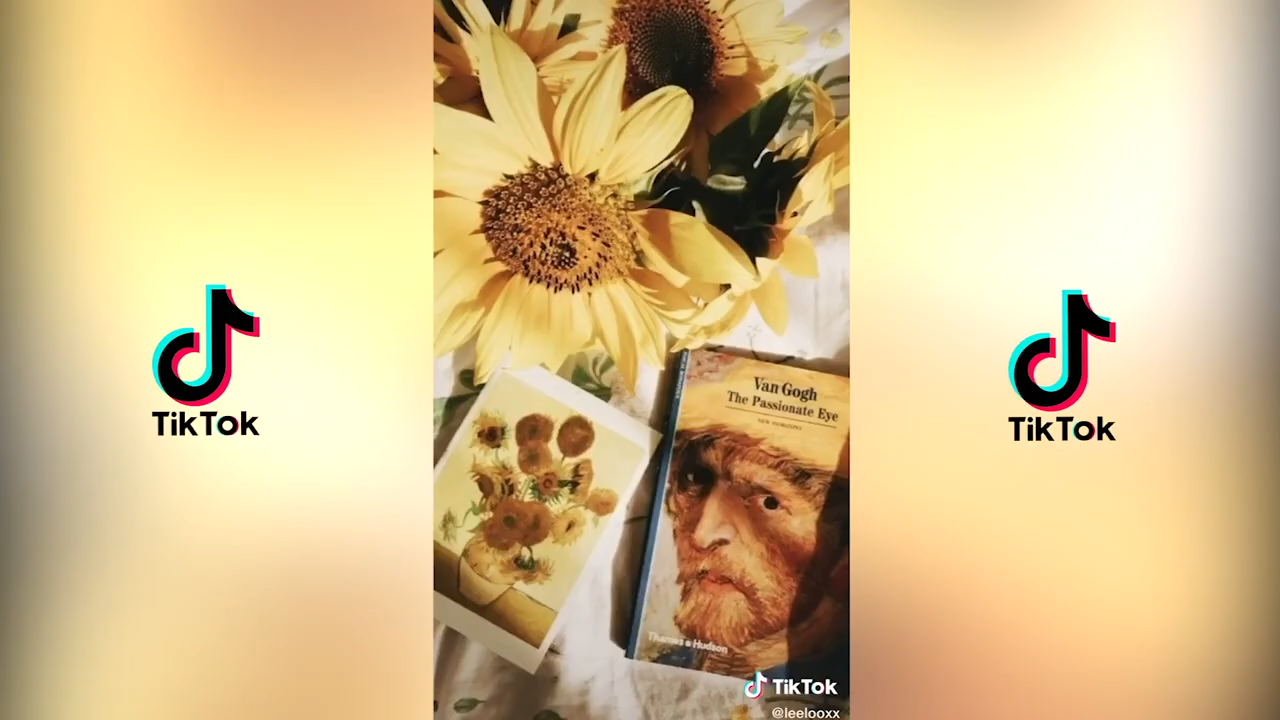 TikTok
Van Gogh
The Passionate Eye
NEW HORIZONS
Thames & Hudson
TikTok
@leelooxx
TikTok